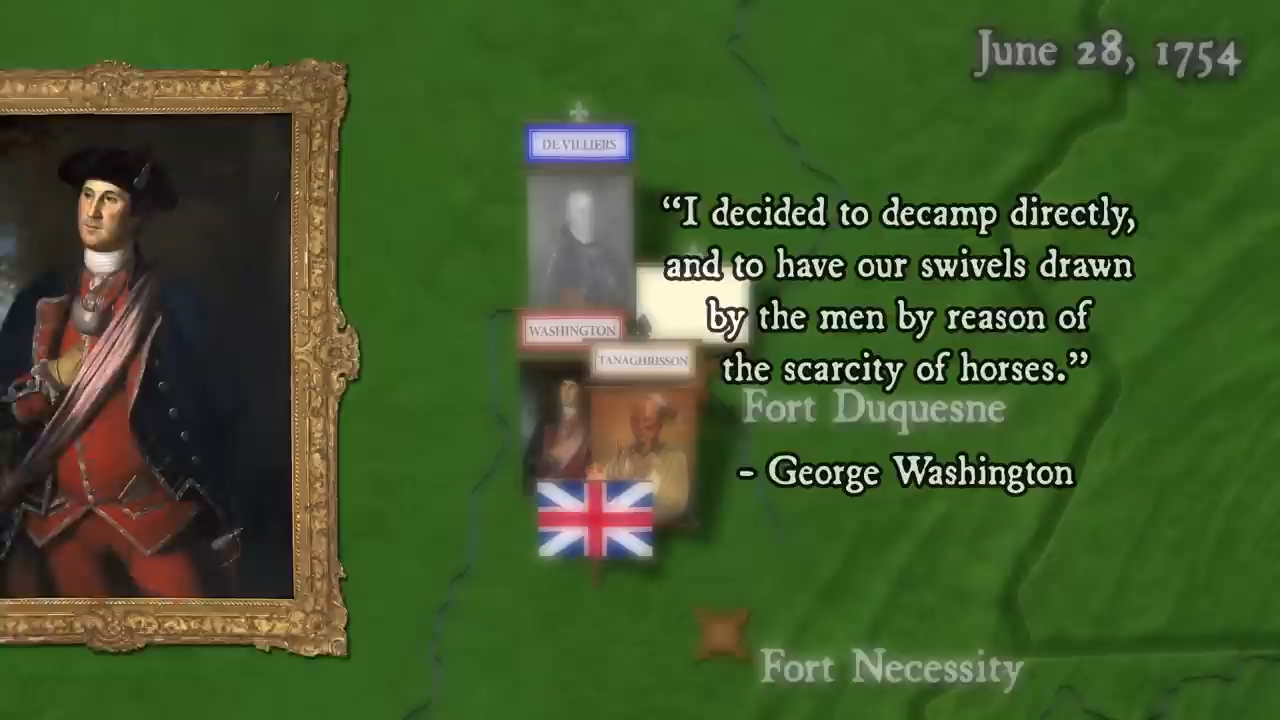 June 28, 1754
DE VILLIERS
“I decided to decamp directly,
and to have our swivels drawn
by the men by reason of
the scarcity of horses.”
WASHINGTON
TANAGHRISSON
Fort Duquesne
- George Washington
Fort Necessity